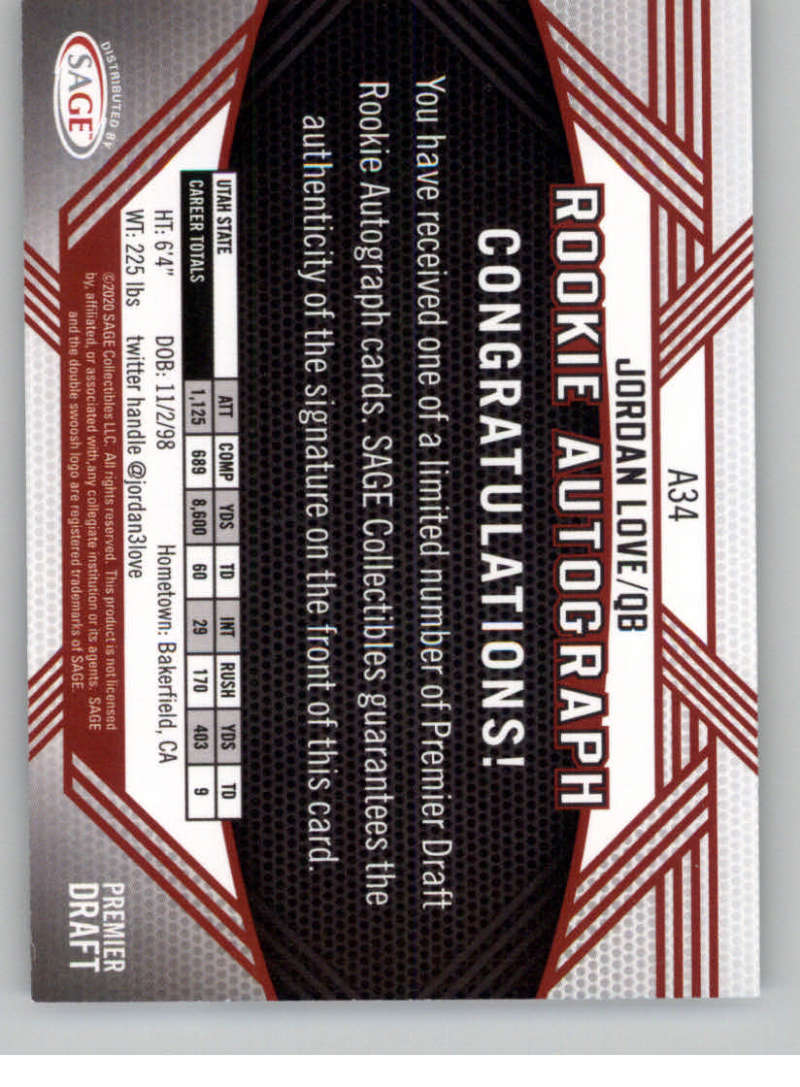 A34
JORDAN LOVE/QB
ROOKIE AUTOGRAPH
CONGRATULATIONS!
You have received one of a limited number of Premier Draft
Rookie Autograph cards. SAGE Collectibles guarantees the
authenticity of the signature on the front of this card.
UTAH STATE ATT COMP YDS TD INT RUSH YDS TD
CAREER TOTALS 1,125 689 8,600 60 29 170 403 9
HT: 6'4" DOB: 11/2/98 Hometown: Bakerfield, CA
WT: 225 lbs twitter handle @jordan3love
©2020 SAGE Collectibles LLC. All rights reserved. This product is not licensed
by, affiliated, or associated with,any collegiate institution or its agents. SAGE
and the double swoosh logo are registered trademarks of SAGE.
DISTRIBUTED BY
SAGE™
PREMIER
DRAFT